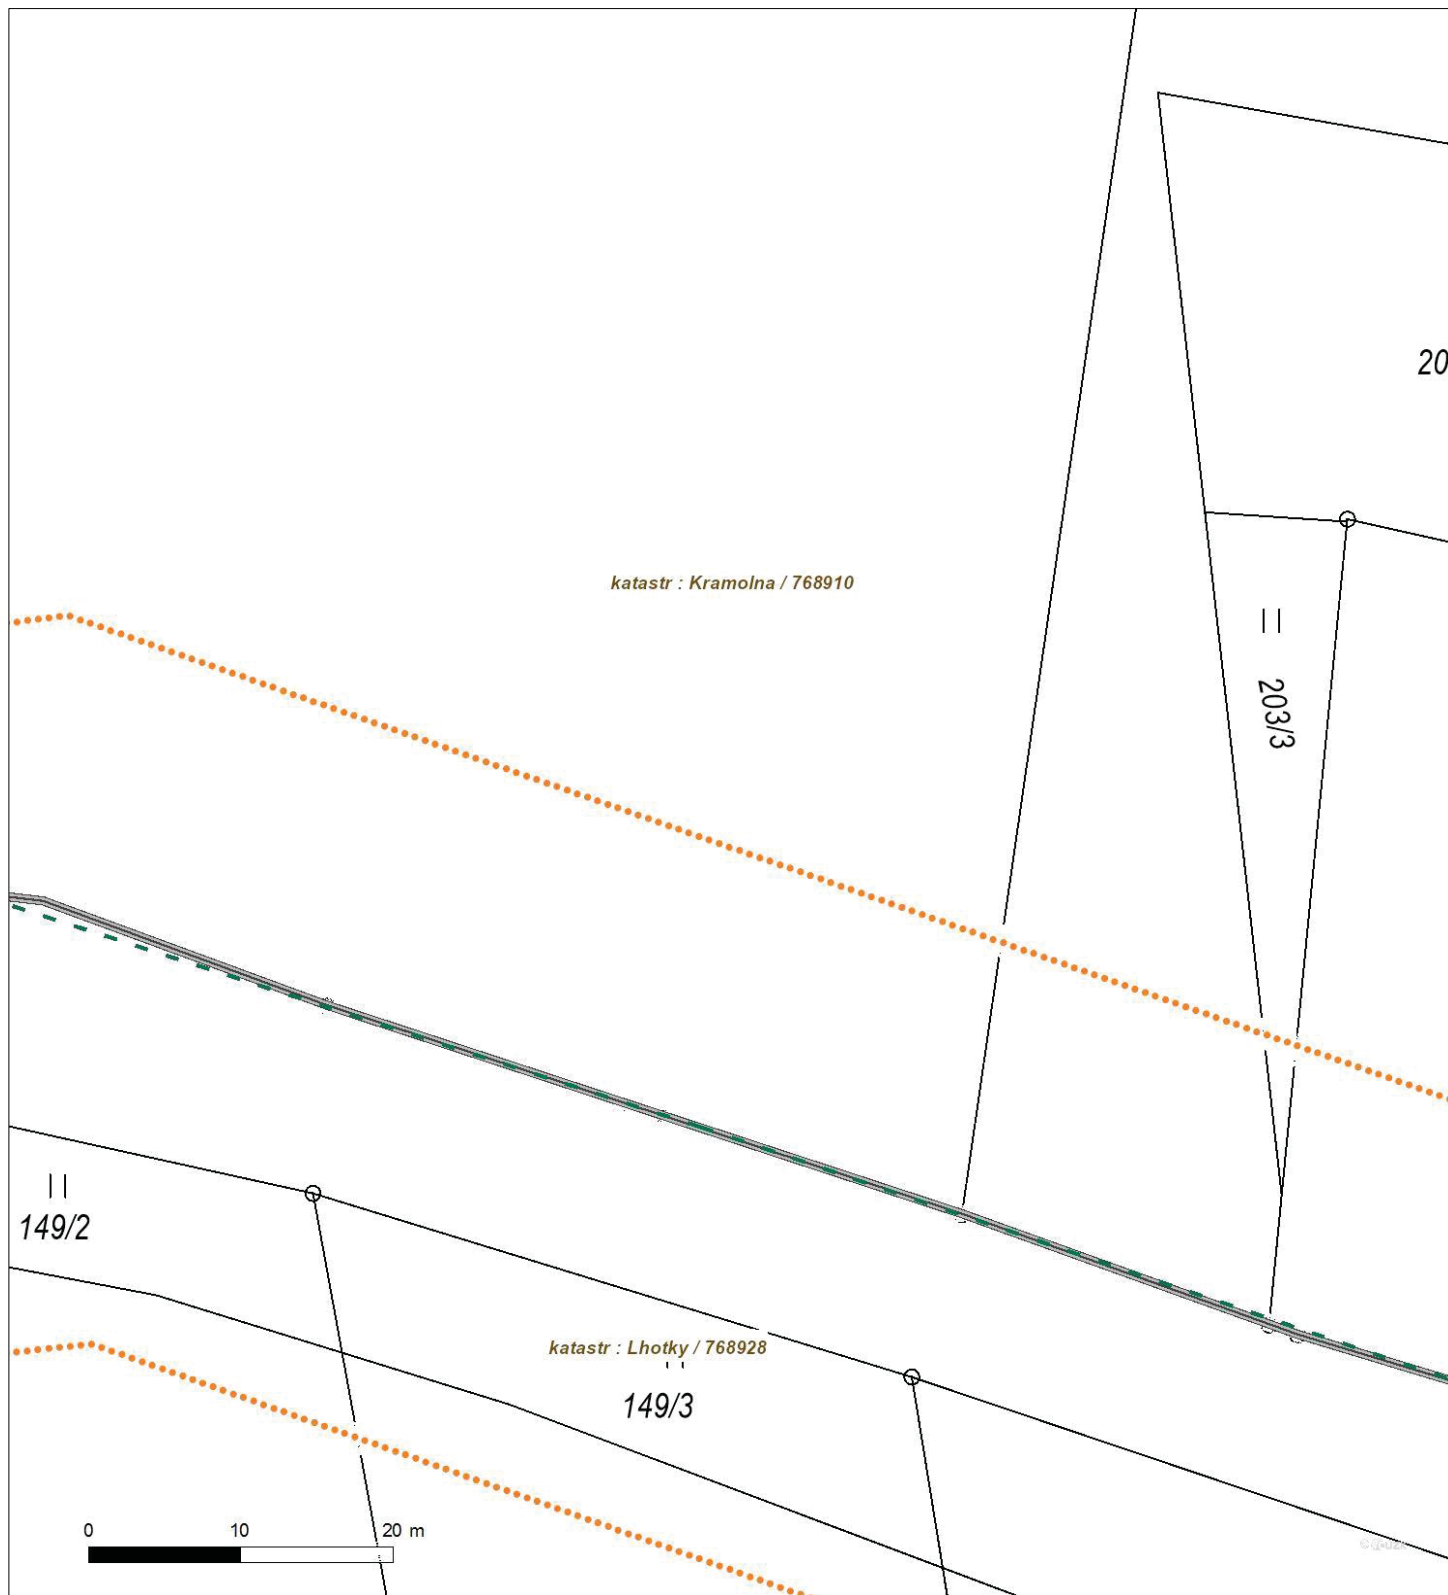 20
katastr : Kramolna / 768910
203/3
149/2
katastr : Lhotky / 768928
149/3
0 10 20 m